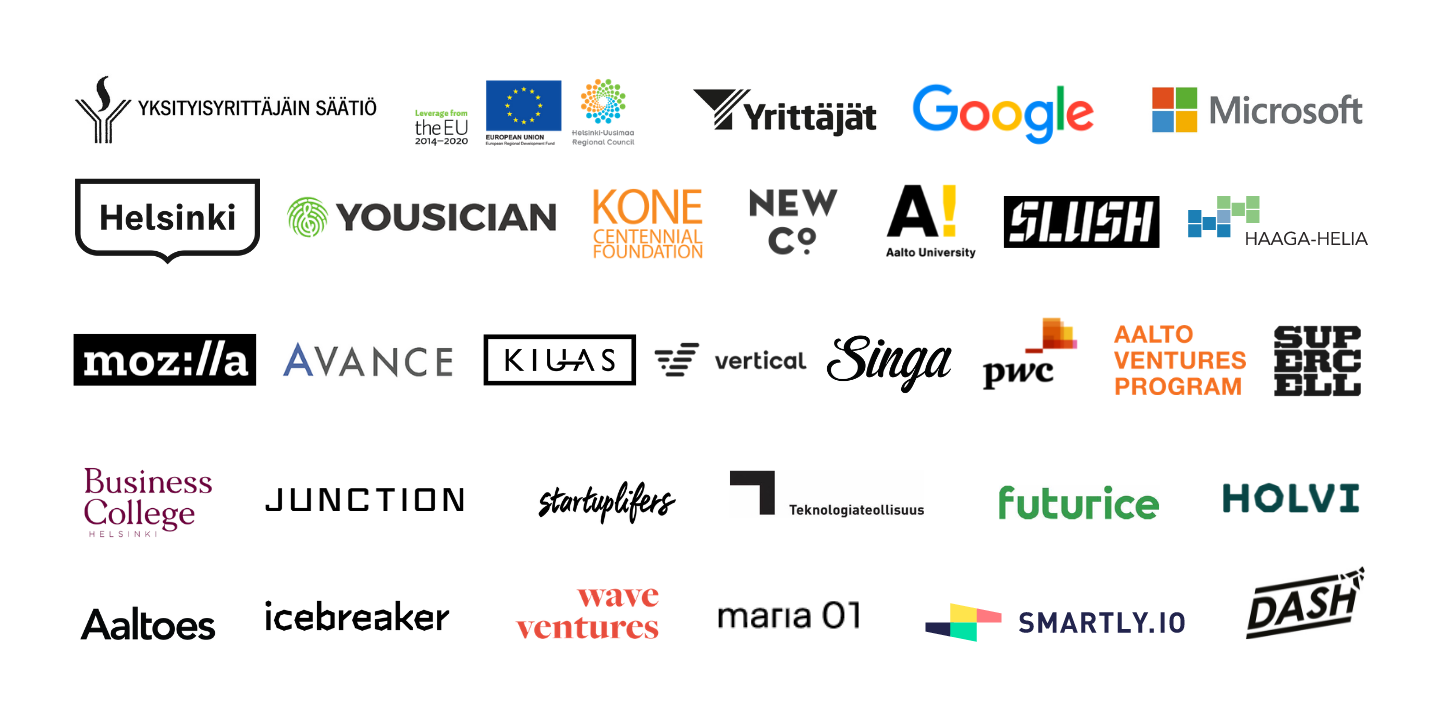 YKSITYISYRITTÄJÄIN SÄÄTIÖ
Leverage from
the EU
2014–2020
EUROPEAN UNION
European Regional Development Fund
Helsinki-Uusimaa
Regional Council
Yrittäjät
Google
Microsoft
Helsinki
YOUSICIAN
KONE
CENTENNIAL
FOUNDATION
NEW
Co.
A!
Aalto University
SLUSH
HAAGA-HELIA
moz://a
AVANCE
KIUAS
vertical
Singa
pwc
AALTO
VENTURES
PROGRAM
SUP
ERC
ELL
Business
College
HELSINKI
JUNCTION
startuplifers
Teknologiateollisuus
futurice
HOLVI
Aaltoes
icebreaker
wave
ventures
maria 01
SMARTLY.IO
DASH